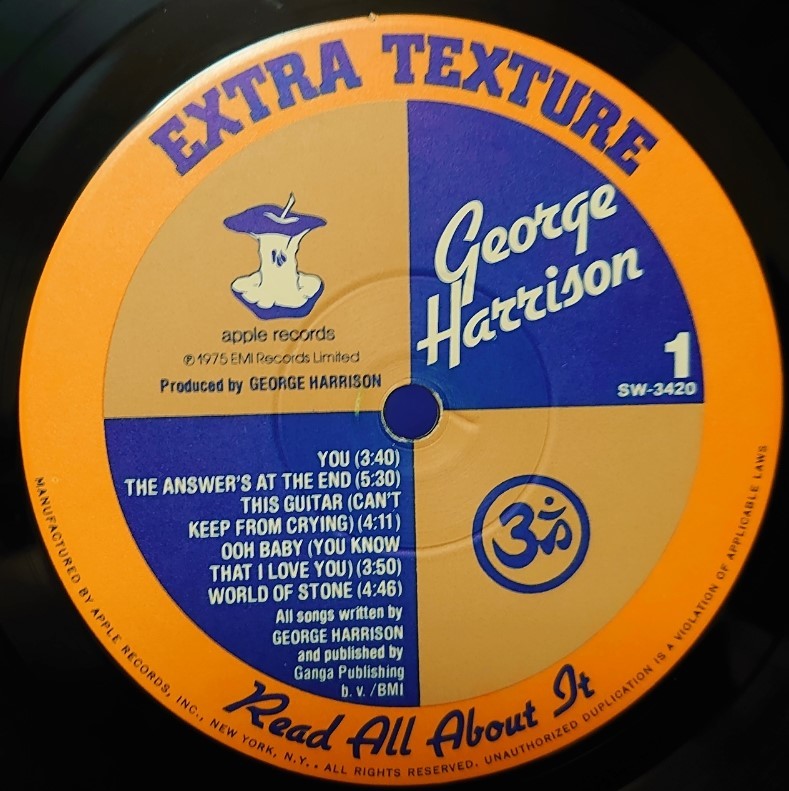 EXTRA TEXTURE
George
Harrison
apple records
℗ 1975 EMI Records Limited
Produced by GEORGE HARRISON
1
SW-3420
YOU (3:40)
THE ANSWER'S AT THE END (5:30)
THIS GUITAR (CAN'T
KEEP FROM CRYING) (4:11)
OOH BABY (YOU KNOW
THAT I LOVE YOU) (3:50)
WORLD OF STONE (4:46)
All songs written by
GEORGE HARRISON
and published by
Ganga Publishing
b. v. /BMI
ॐ
Read All About It
MANUFACTURED BY APPLE RECORDS, INC., NEW YORK, N.Y. • ALL RIGHTS RESERVED. UNAUTHORIZED DUPLICATION IS A VIOLATION OF APPLICABLE LAWS